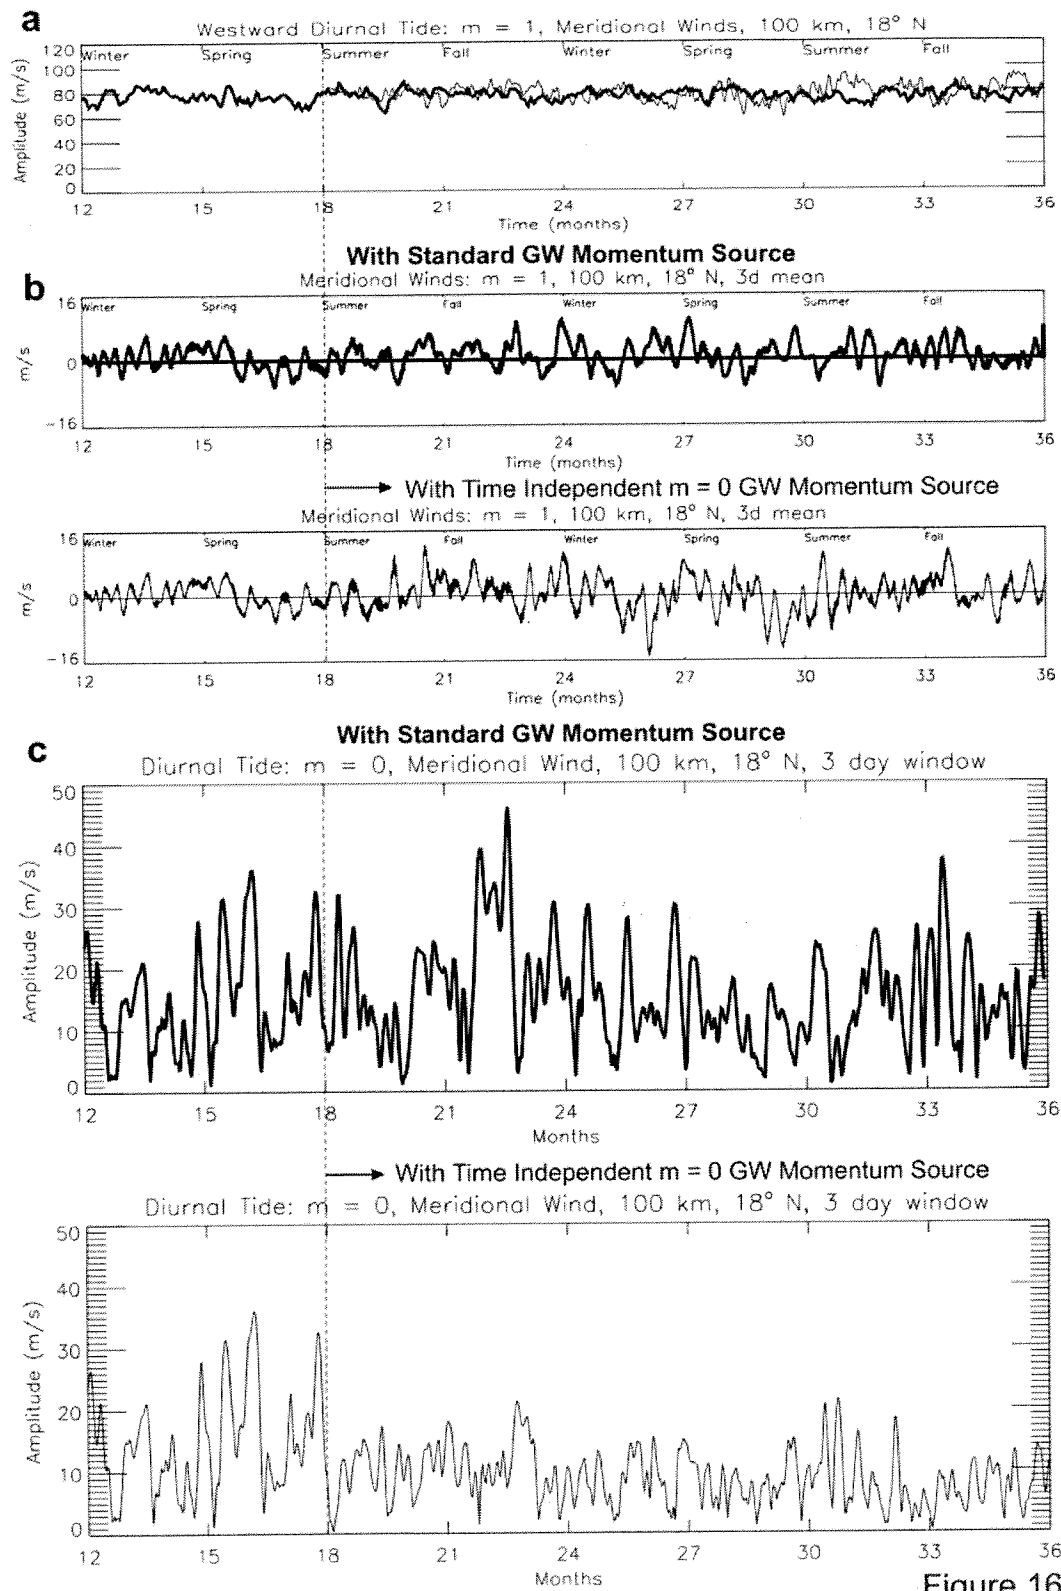 a
Westward Diurnal Tide: m = 1, Meridional Winds, 100 km, 18° N
Winter Spring Summer Fall Winter Spring Summer Fall
120
100
80
60
40
20
0
Amplitude (m/s)
12 15 18 21 24 27 30 33 36
Time (months)
With Standard GW Momentum Source
b
Meridional Winds: m = 1, 100 km, 18° N, 3d mean
Winter Spring Summer Fall Winter Spring Summer Fall
16
0
-16
m/s
12 15 18 21 24 27 30 33 36
Time (months)
With Time Independent m = 0 GW Momentum Source
Meridional Winds: m = 1, 100 km, 18° N, 3d mean
Winter Spring Summer Fall Winter Spring Summer Fall
16
0
-16
m/s
12 15 18 21 24 27 30 33 36
Time (months)
With Standard GW Momentum Source
c
Diurnal Tide: m = 0, Meridional Wind, 100 km, 18° N, 3 day window
50
40
30
20
10
0
Amplitude (m/s)
12 15 18 21 24 27 30 33 36
Months
With Time Independent m = 0 GW Momentum Source
Diurnal Tide: m = 0, Meridional Wind, 100 km, 18° N, 3 day window
50
40
30
20
10
0
Amplitude (m/s)
12 15 18 21 24 27 30 33 36
Months
Figure 16